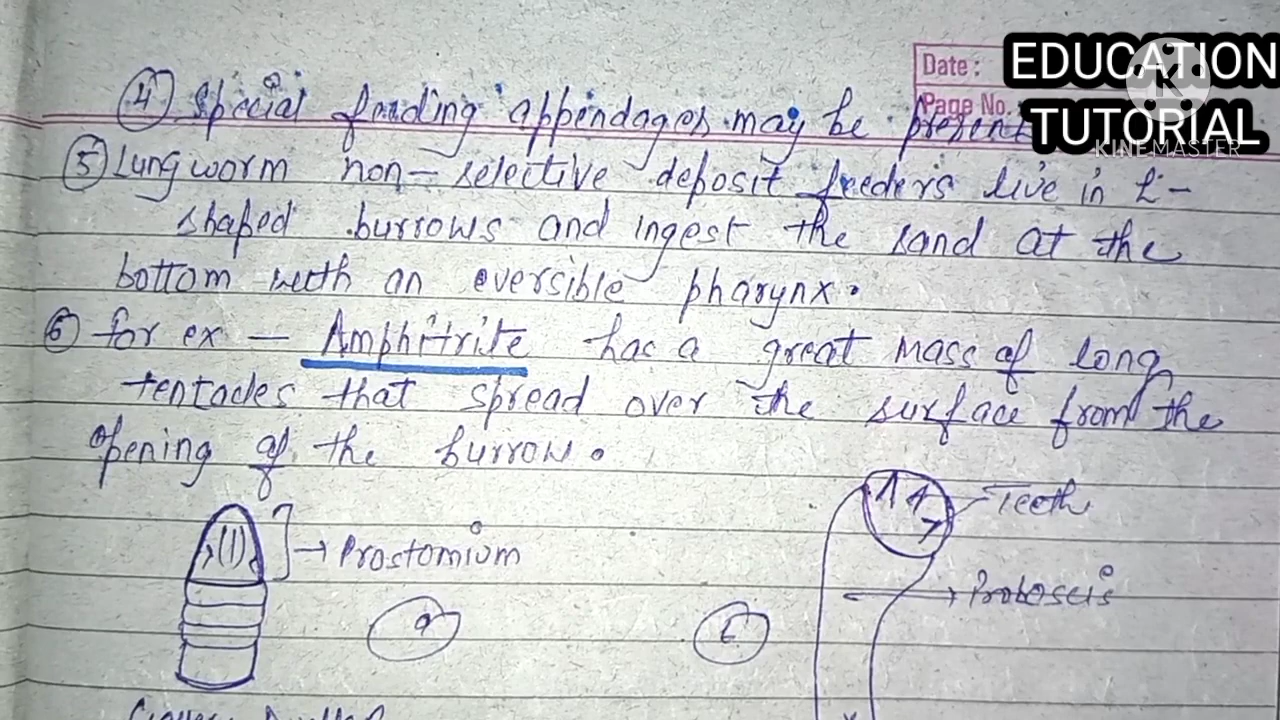 Date :
EDUCATION
Page No. :
TUTORIAL
KINEMASTER
④ Special feeding appendages may be present
⑤ Lungworm non-selective deposit feeders live in L-
shaped burrows and ingest the sand at the
bottom with an eversible pharynx.
⑥ for ex — Amphitrite has a great mass of long
tentacles that spread over the surface from the
opening of the burrow.
Teeth
Prostomium
Proboscis